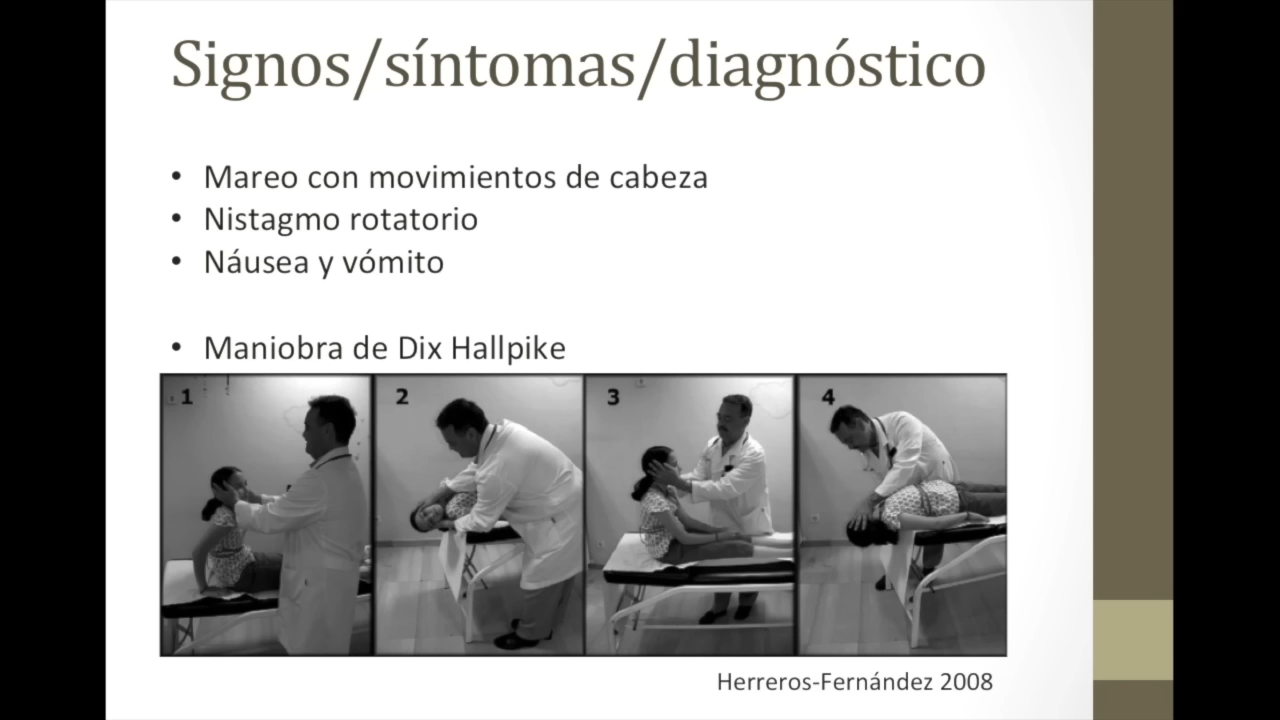 Signos/síntomas/diagnóstico
• Mareo con movimientos de cabeza
• Nistagmo rotatorio
• Náusea y vómito
• Maniobra de Dix Hallpike
1 2 3 4
Herreros-Fernández 2008